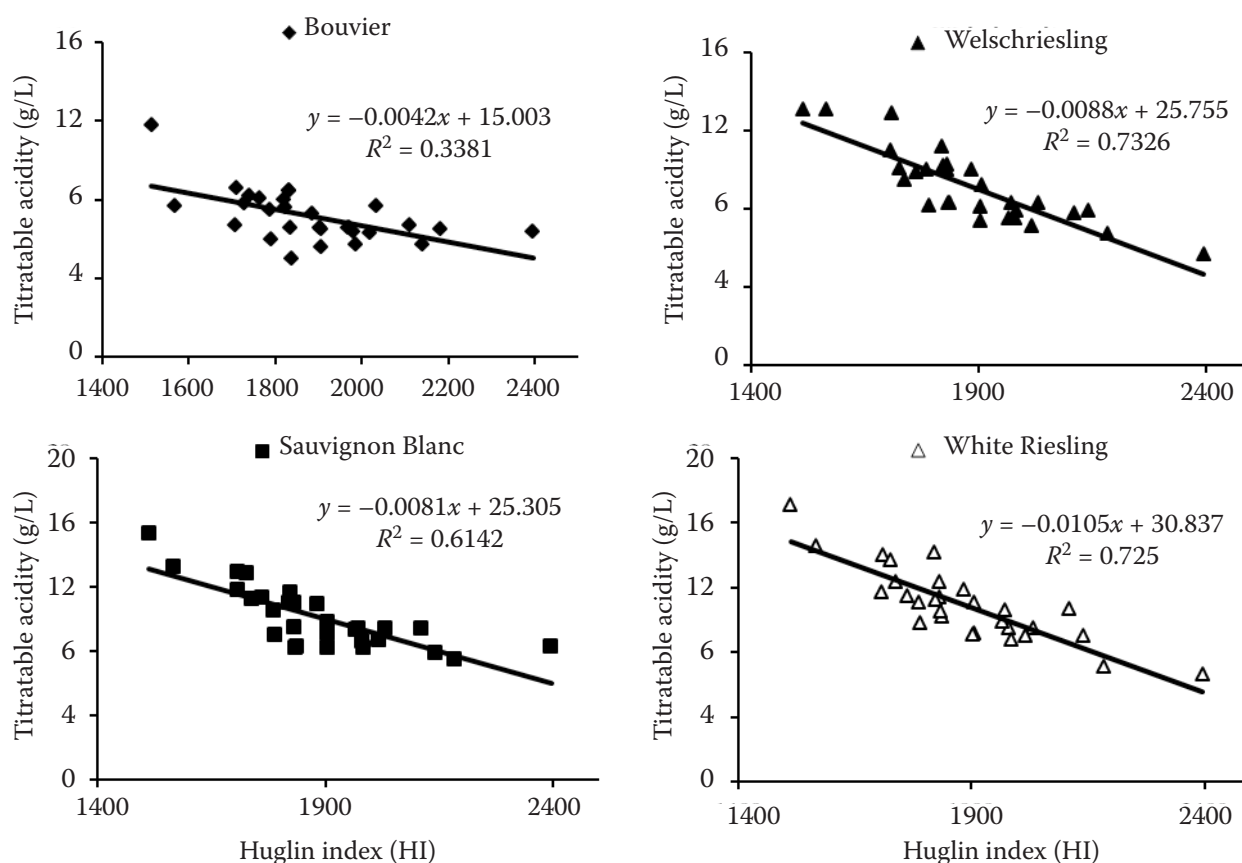 Bouvier
Titratable acidity (g/L)
16
12
6
4
0
y = −0.0042x + 15.003
R² = 0.3381
1400 1600 1800 2000 2200 2400
Welschriesling
Titratable acidity (g/L)
16
12
6
4
0
y = −0.0088x + 25.755
R² = 0.7326
1400 1900 2400
Sauvignon Blanc
Titratable acidity (g/L)
20
16
12
6
4
0
y = −0.0081x + 25.305
R² = 0.6142
1400 1900 2400
Huglin index (HI)
White Riesling
Titratable acidity (g/L)
20
16
12
6
4
0
y = −0.0105x + 30.837
R² = 0.725
1400 1900 2400
Huglin index (HI)